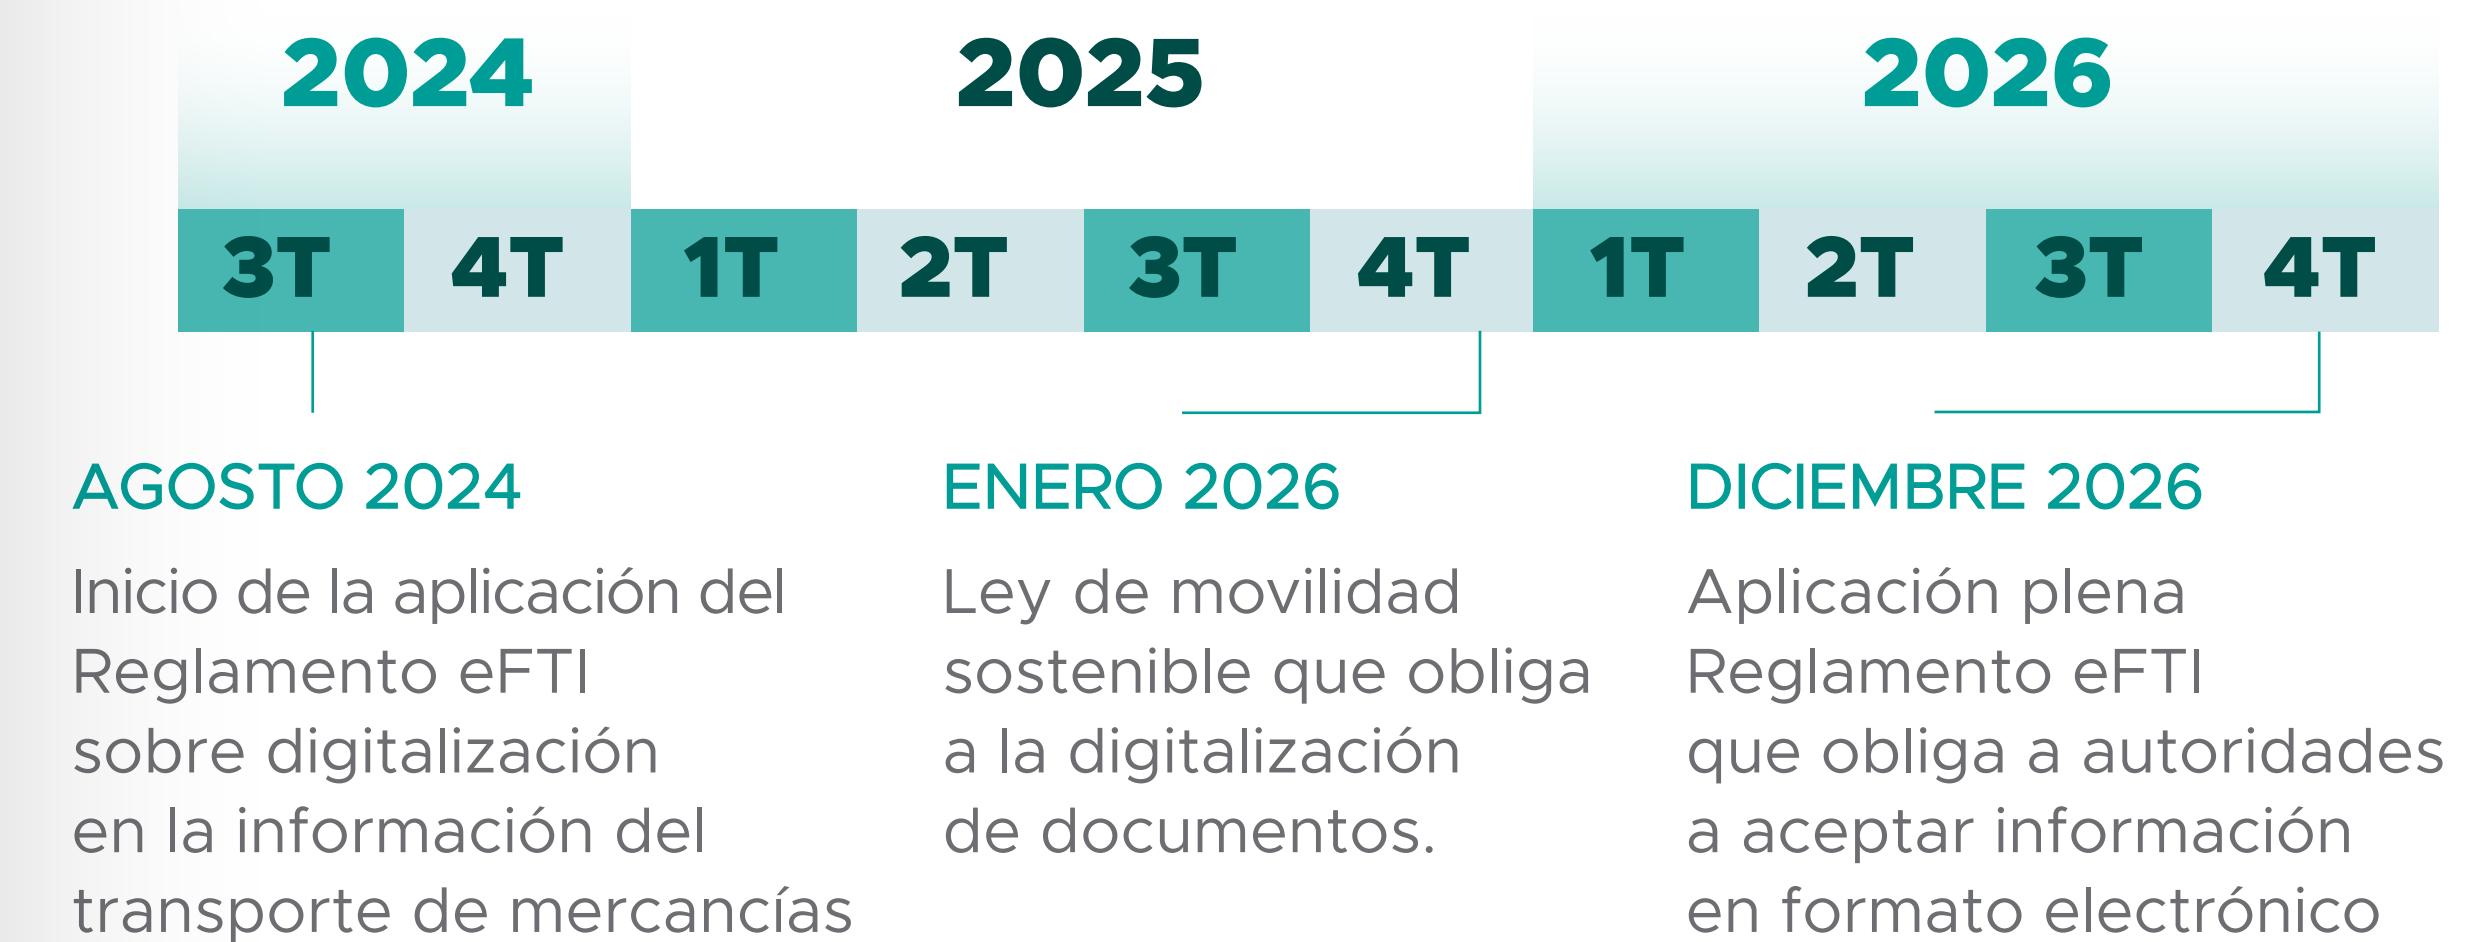 2024 2025 2026
3T 4T 1T 2T 3T 4T 1T 2T 3T 4T
AGOSTO 2024
Inicio de la aplicación del
Reglamento eFTI
sobre digitalización
en la información del
transporte de mercancías
ENERO 2026
Ley de movilidad
sostenible que obliga
a la digitalización
de documentos.
DICIEMBRE 2026
Aplicación plena
Reglamento eFTI
que obliga a autoridades
a aceptar información
en formato electrónico